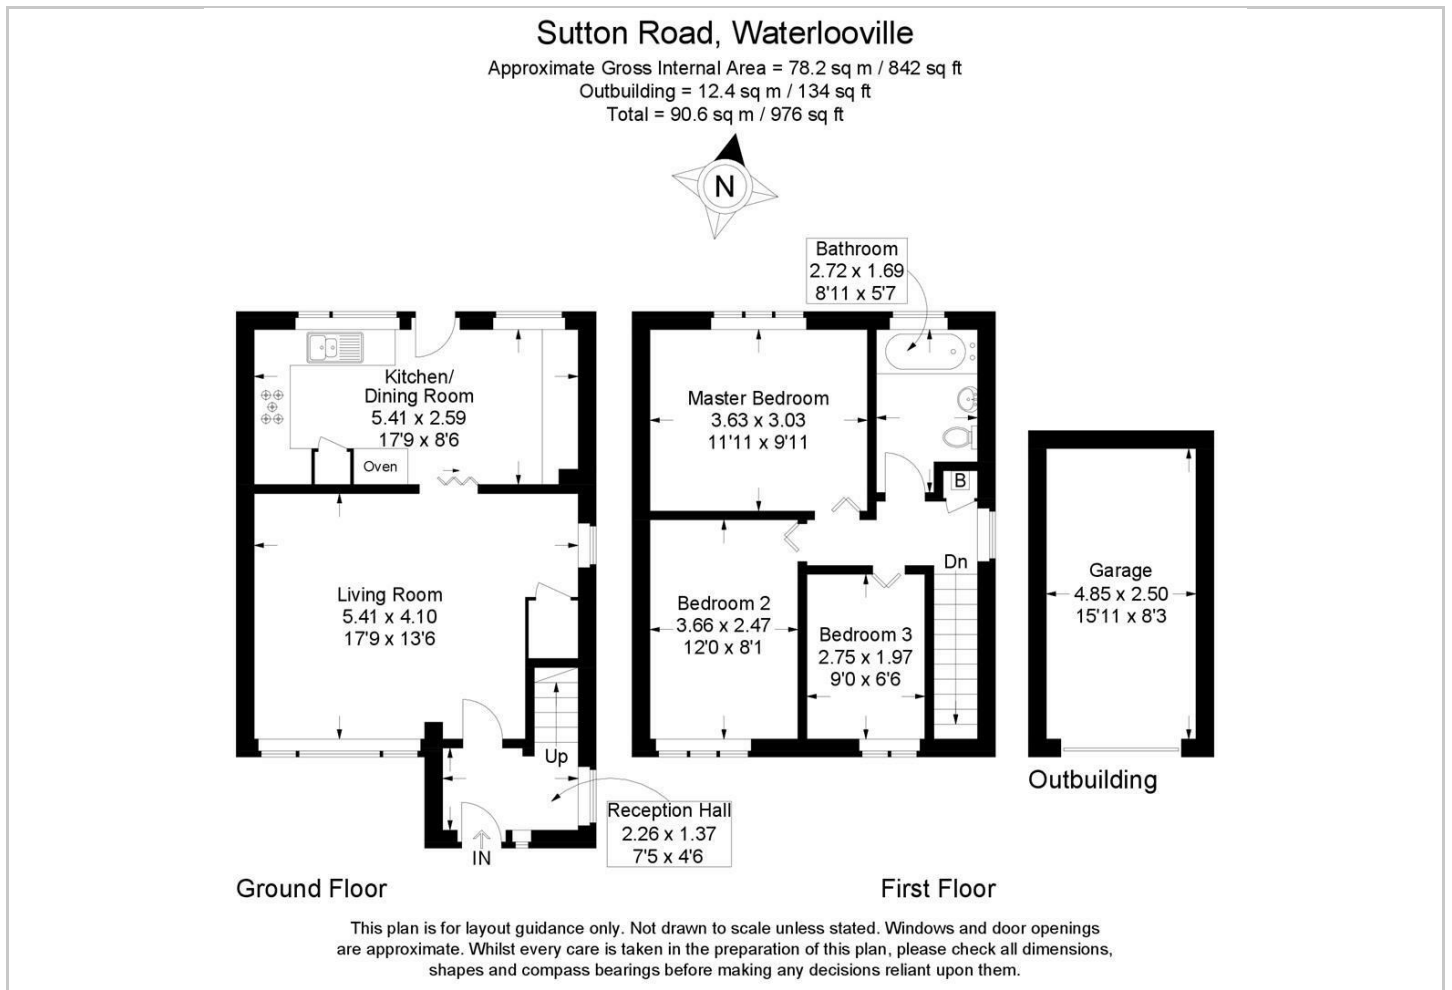 Sutton Road, Waterlooville
Approximate Gross Internal Area = 78.2 sq m / 842 sq ft
Outbuilding = 12.4 sq m / 134 sq ft
Total = 90.6 sq m / 976 sq ft
N
Bathroom
2.72 x 1.69
8'11 x 5'7
Kitchen/
Dining Room
5.41 x 2.59
17'9 x 8'6
Oven
Master Bedroom
3.63 x 3.03
11'11 x 9'11
B
Living Room
5.41 x 4.10
17'9 x 13'6
Up
Bedroom 2
3.66 x 2.47
12'0 x 8'1
Bedroom 3
2.75 x 1.97
9'0 x 6'6
Dn
Garage
4.85 x 2.50
15'11 x 8'3
Outbuilding
Reception Hall
2.26 x 1.37
7'5 x 4'6
IN
Ground Floor
First Floor
This plan is for layout guidance only. Not drawn to scale unless stated. Windows and door openings
are approximate. Whilst every care is taken in the preparation of this plan, please check all dimensions,
shapes and compass bearings before making any decisions reliant upon them.